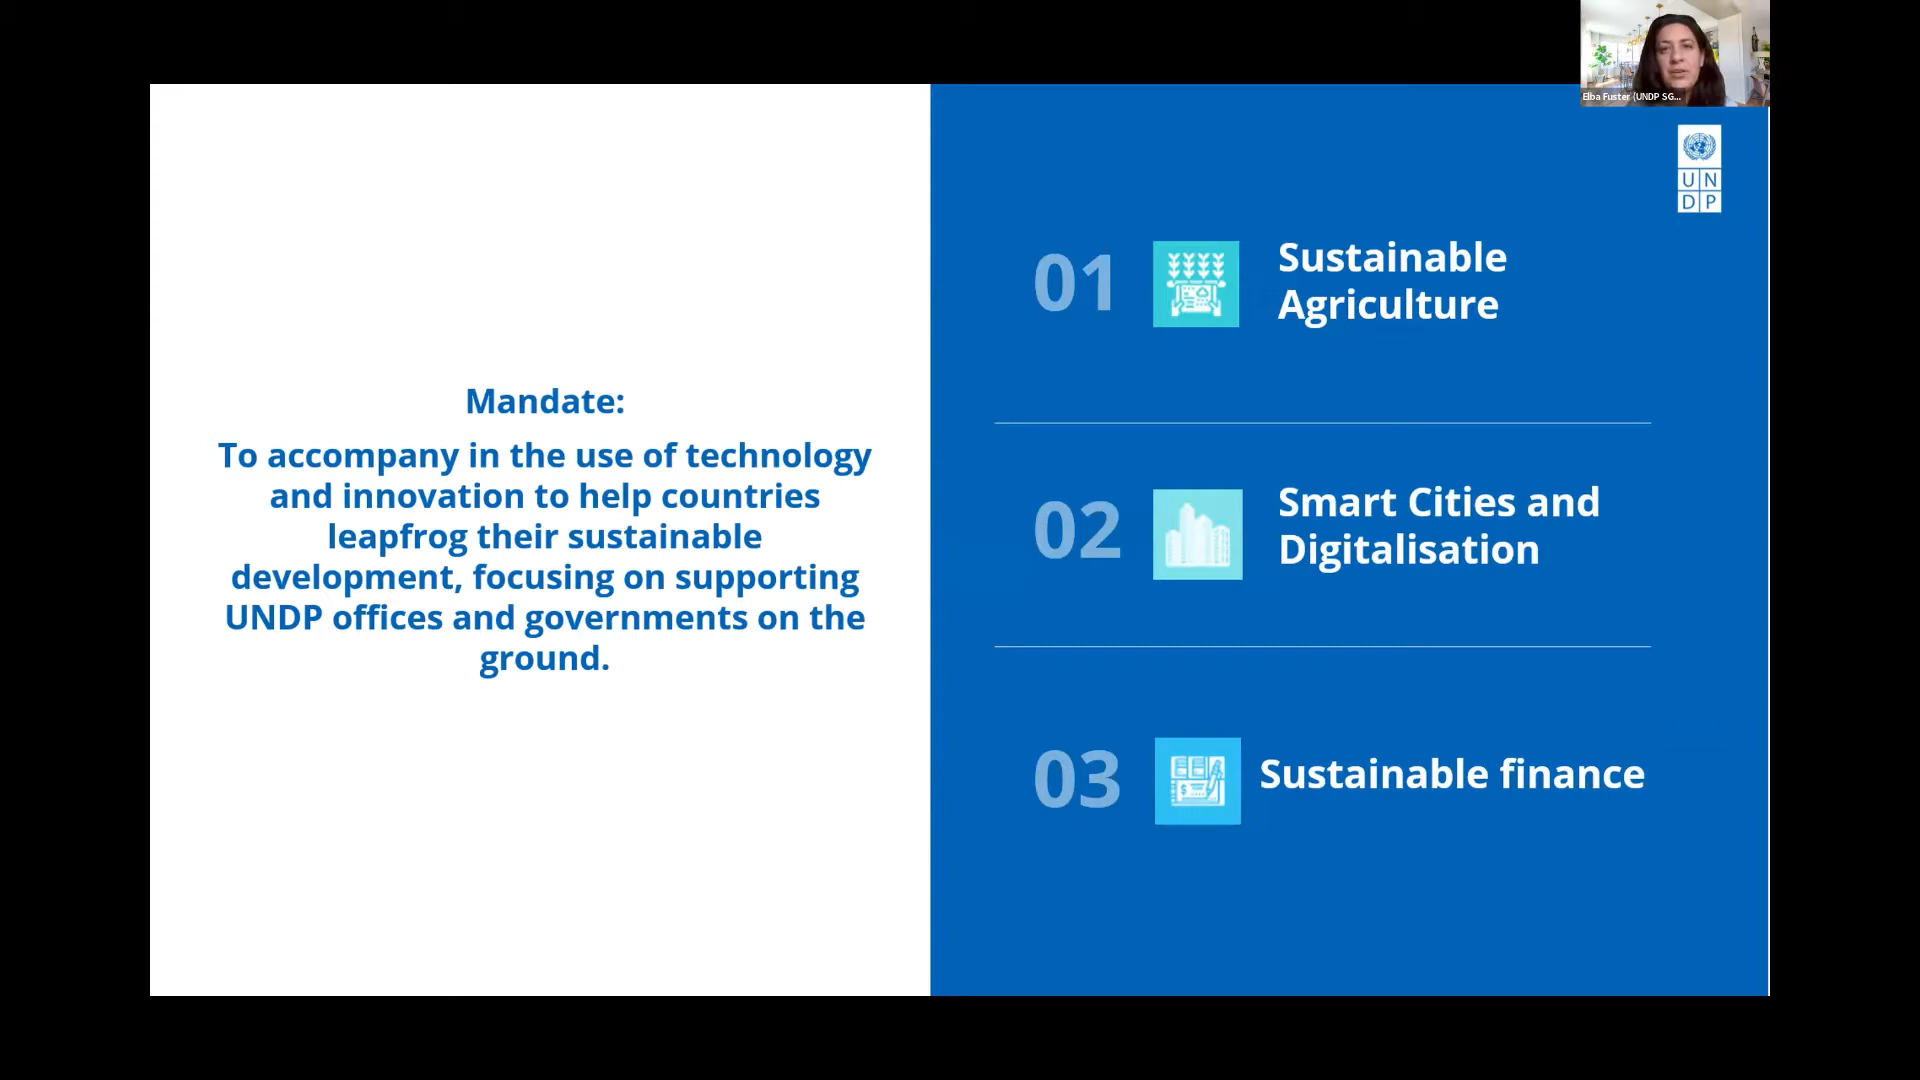 Elba Fuster (UNDP SG...
Mandate:
To accompany in the use of technology
and innovation to help countries
leapfrog their sustainable
development, focusing on supporting
UNDP offices and governments on the
ground.
U N
D P
01
Sustainable
Agriculture
02
Smart Cities and
Digitalisation
03
$
Sustainable finance